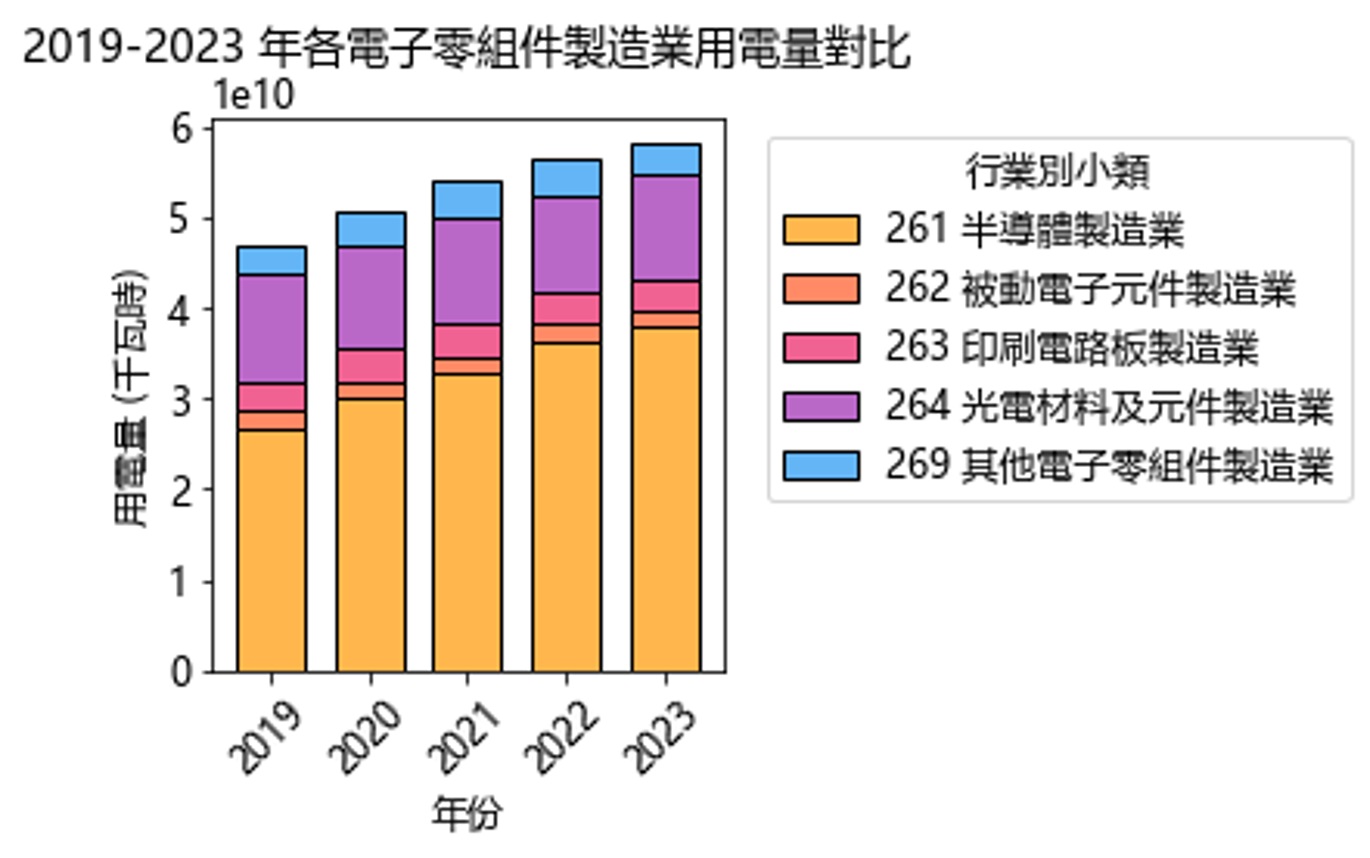 2019-2023 年各電子零組件製造業用電量對比
1e10
6
5
4
3
2
1
0
用電量 (千瓦時)
2019
2020
2021
2022
2023
年份
行業別小類
261 半導體製造業
262 被動電子元件製造業
263 印刷電路板製造業
264 光電材料及元件製造業
269 其他電子零組件製造業